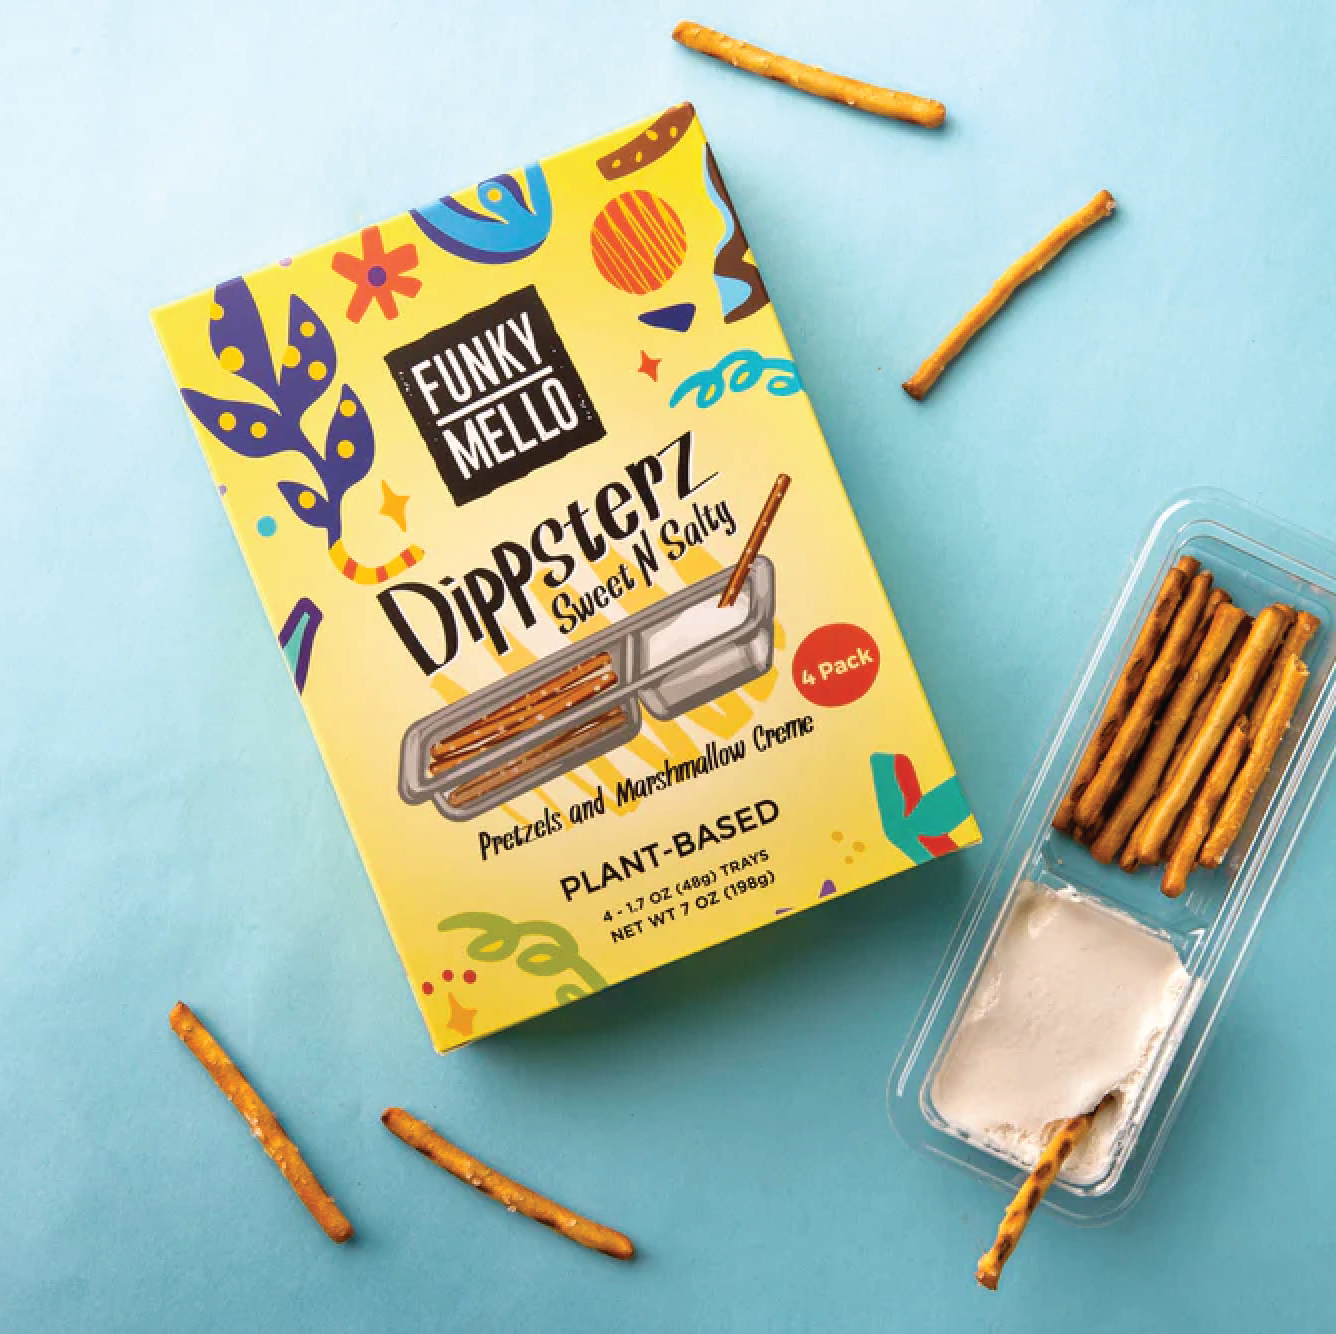 FUNKY
MELLO
Dippsterz
Sweet N Salty
4 Pack
Pretzels and Marshmallow Creme
PLANT-BASED
4 - 1.7 OZ (48g) TRAYS
NET WT 7 OZ (198g)